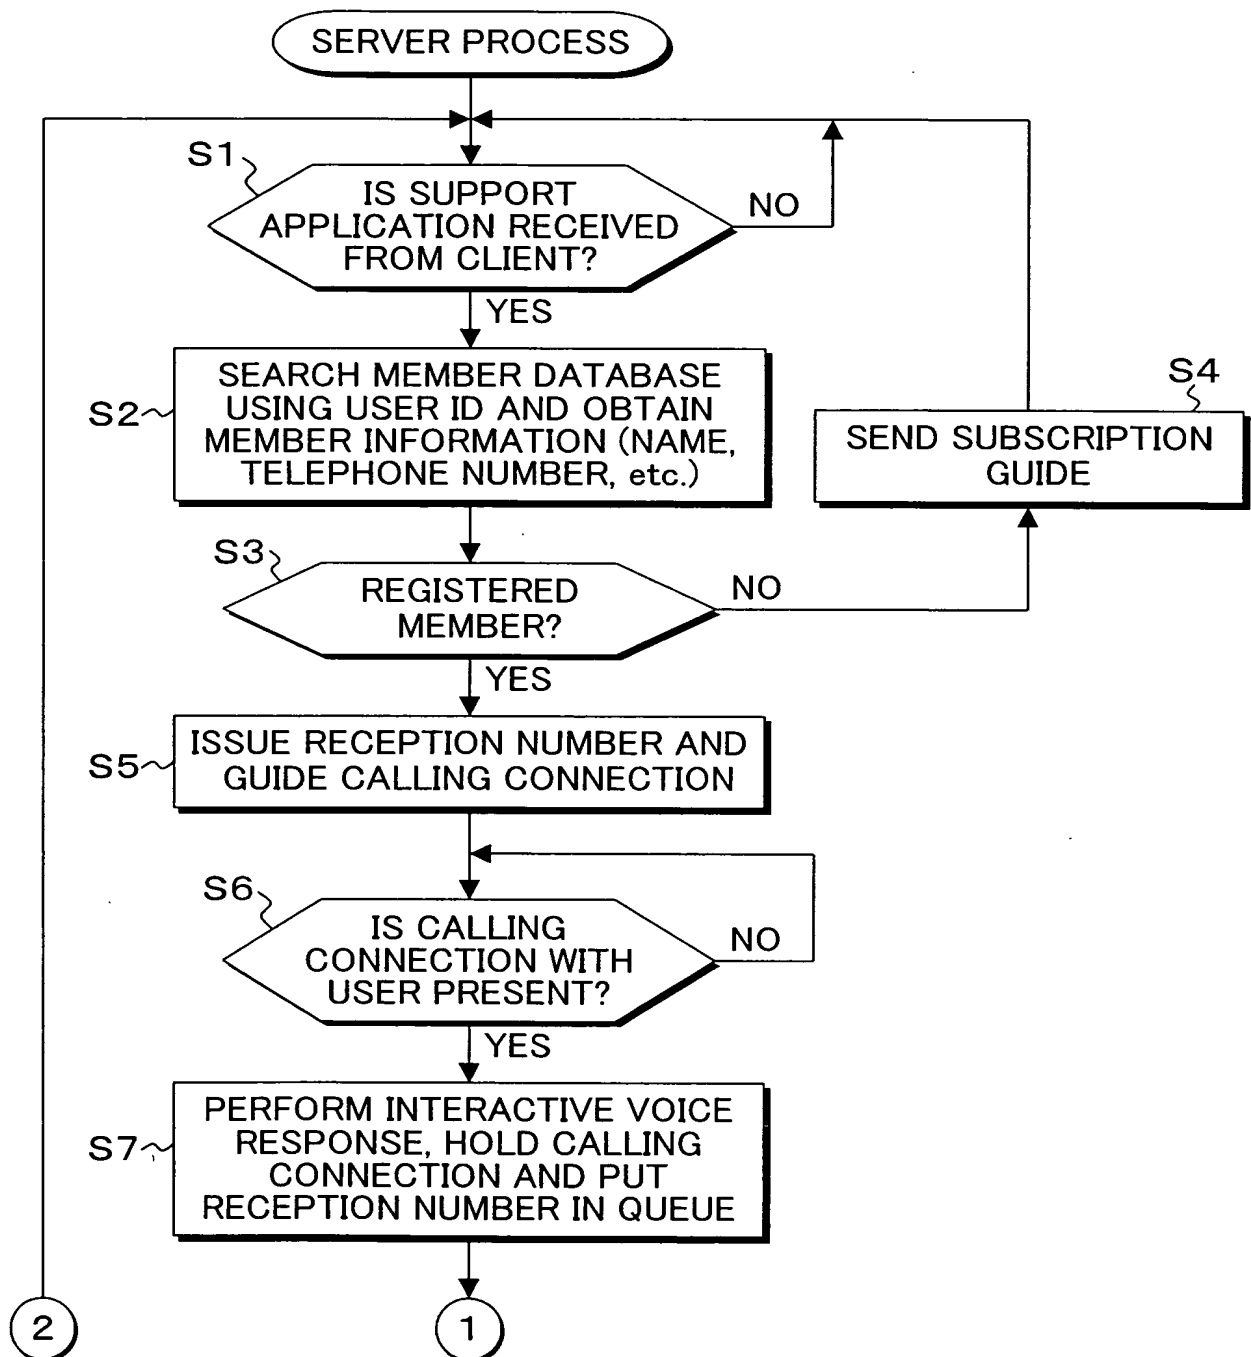 SERVER PROCESS
S1
IS SUPPORT
APPLICATION RECEIVED
FROM CLIENT?
NO
YES
S2
SEARCH MEMBER DATABASE
USING USER ID AND OBTAIN
MEMBER INFORMATION (NAME,
TELEPHONE NUMBER, etc.)
S4
SEND SUBSCRIPTION
GUIDE
S3
REGISTERED
MEMBER?
NO
YES
S5
ISSUE RECEPTION NUMBER AND
GUIDE CALLING CONNECTION
S6
IS CALLING
CONNECTION WITH
USER PRESENT?
NO
YES
S7
PERFORM INTERACTIVE VOICE
RESPONSE, HOLD CALLING
CONNECTION AND PUT
RECEPTION NUMBER IN QUEUE
2
1